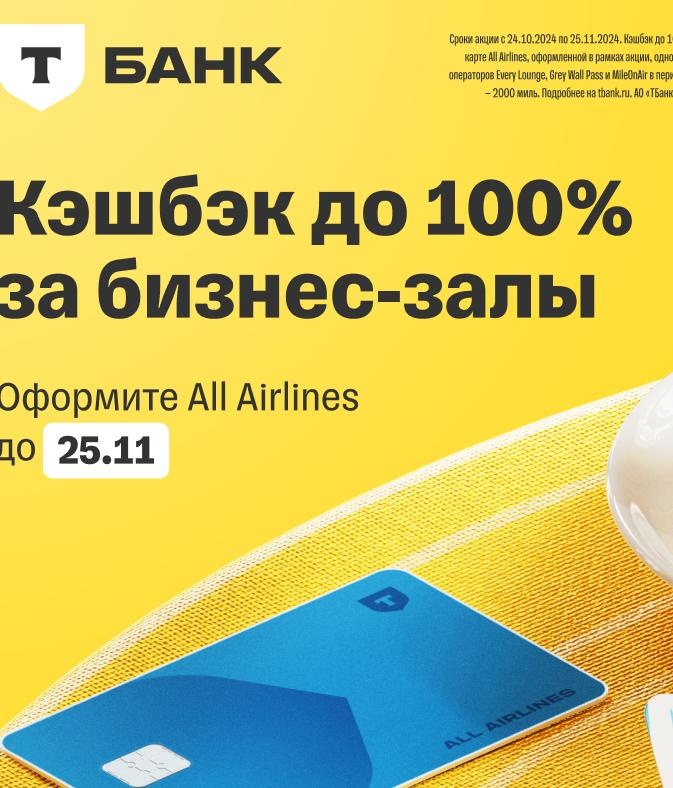 Т БАНК
Сроки акции с 24.10.2024 по 25.11.2024. Кэшбэк до
карте All Airlines, оформленной в рамках акции,
операторов Every Lounge, Grey Wall Pass и MileOnAir в
– 2000 миль. Подробнее на tbank.ru. АО «ТБанк
Кэшбэк до 100%
за бизнес-залы
Оформите All Airlines
до 25.11
Т
ALL AIRLINES